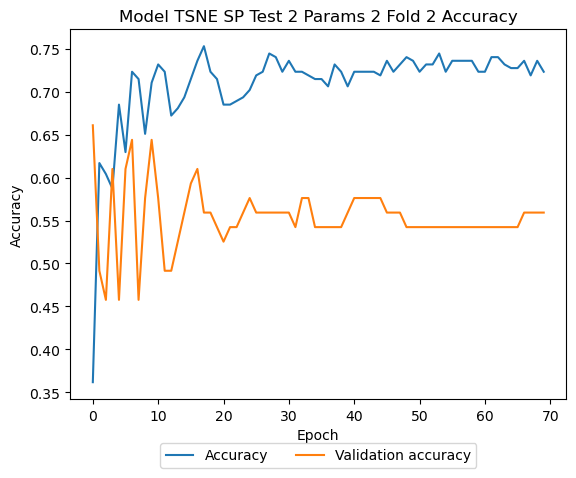 Model TSNE SP Test 2 Params 2 Fold 2 Accuracy
0.75
0.70
0.65
0.60
0.55
0.50
0.45
0.40
0.35
Accuracy
0 10 20 30 40 50 60 70
Epoch
Accuracy Validation accuracy